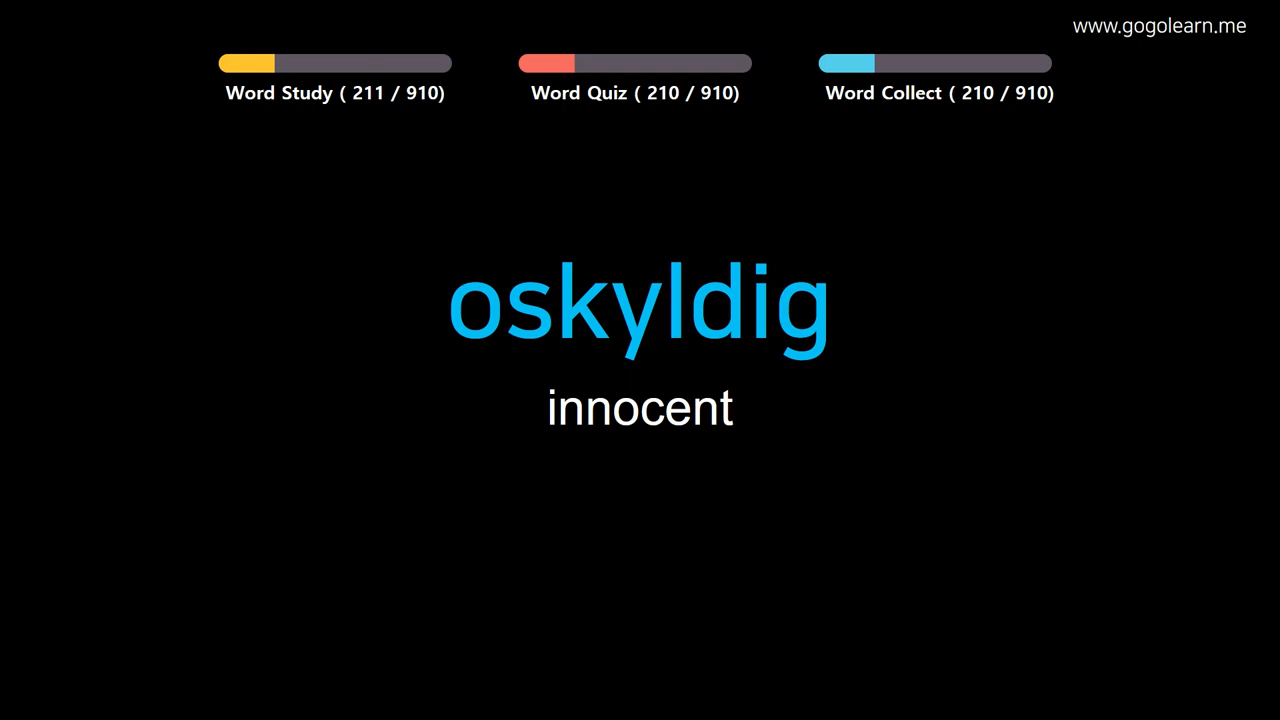 www.gogolearn.me
Word Study ( 211 / 910)
Word Quiz ( 210 / 910)
Word Collect ( 210 / 910)
oskyldig
innocent